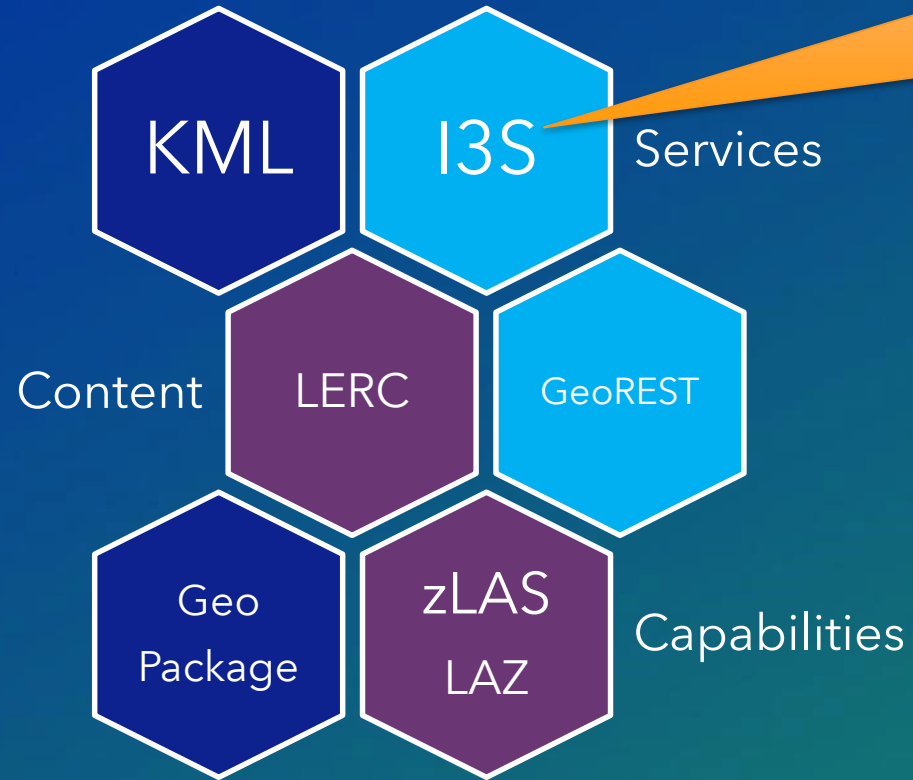 KML
I3S
Services
Content
LERC
GeoREST
Geo
Package
zLAS
LAZ
Capabilities